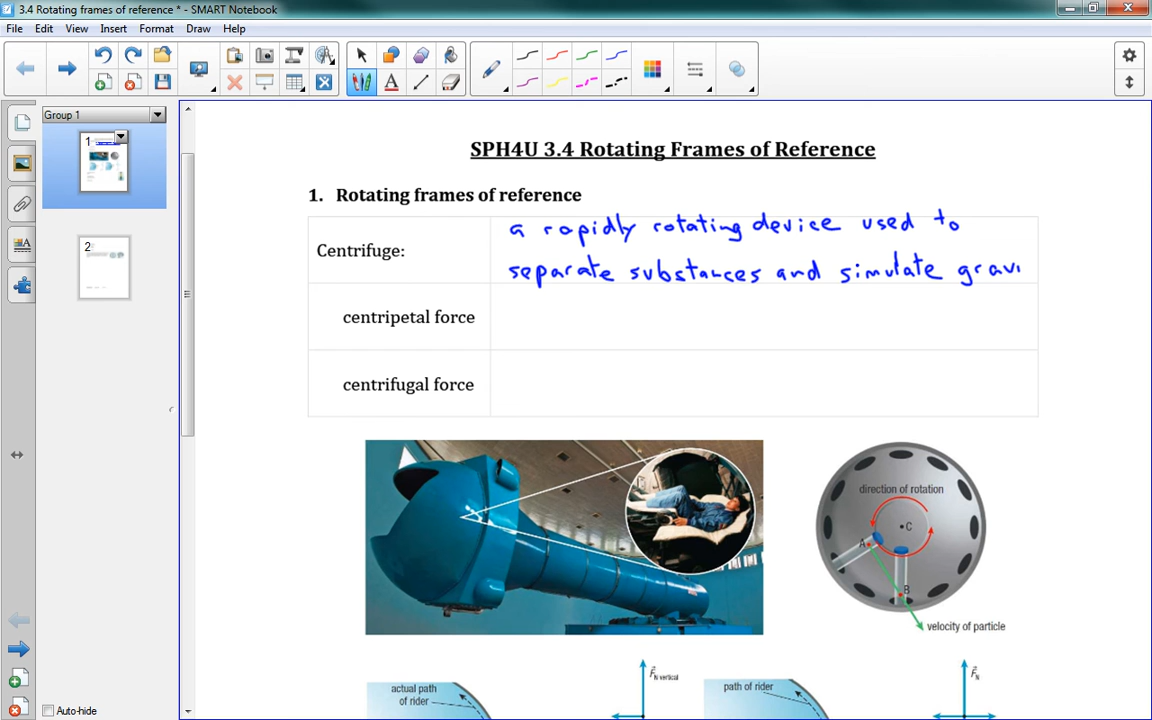 3.4 Rotating frames of reference * - SMART Notebook
File Edit View Insert Format Draw Help
Group 1
1
2
Auto-hide
SPH4U 3.4 Rotating Frames of Reference
1. Rotating frames of reference
Centrifuge:
a rapidly rotating device used to
separate substances and simulate gravi
centripetal force
centrifugal force
direction of rotation
C
A
B
velocity of particle
actual path
of rider
F N vertical
path of rider
F N